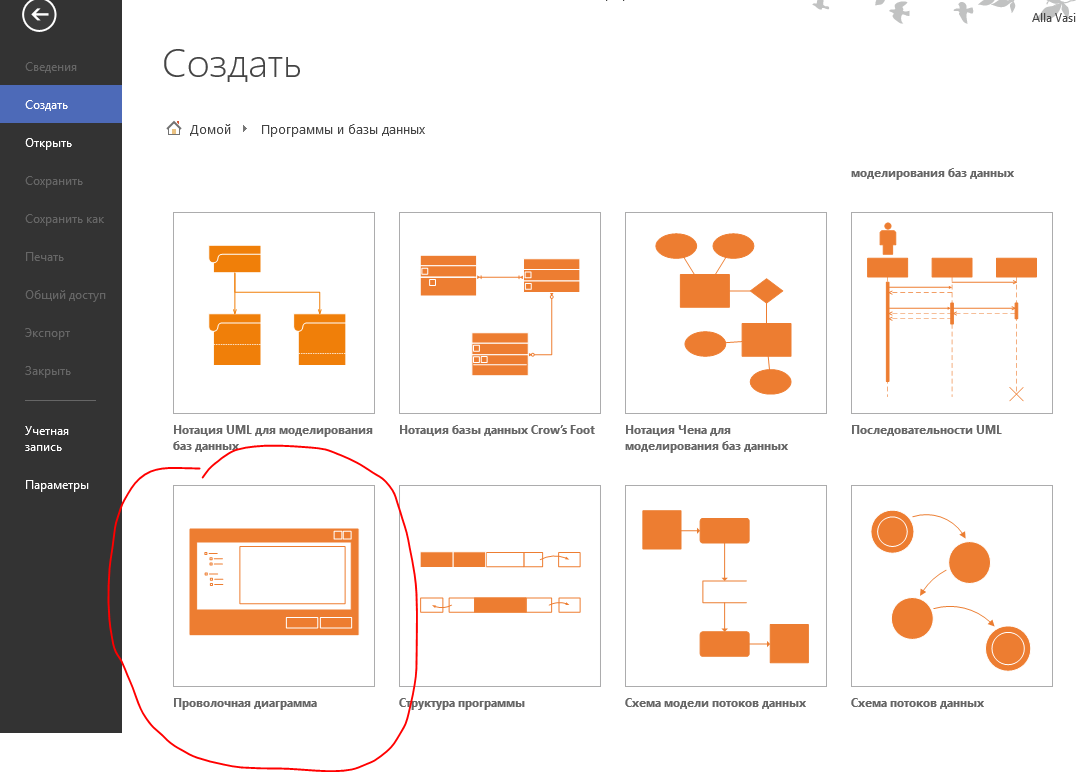 Alla Vasi
Сведения
Создать
Открыть
Сохранить
Сохранить как
Печать
Общий доступ
Экспорт
Закрыть
Учетная
запись
Параметры
Создать
Домой
Программы и базы данных
моделирования баз данных
Нотация UML для моделирования
баз данных
Нотация базы данных Crow’s Foot
Нотация Чена для
моделирования баз данных
Последовательности UML
Проволочная диаграмма
Структура программы
Схема модели потоков данных
Схема потоков данных